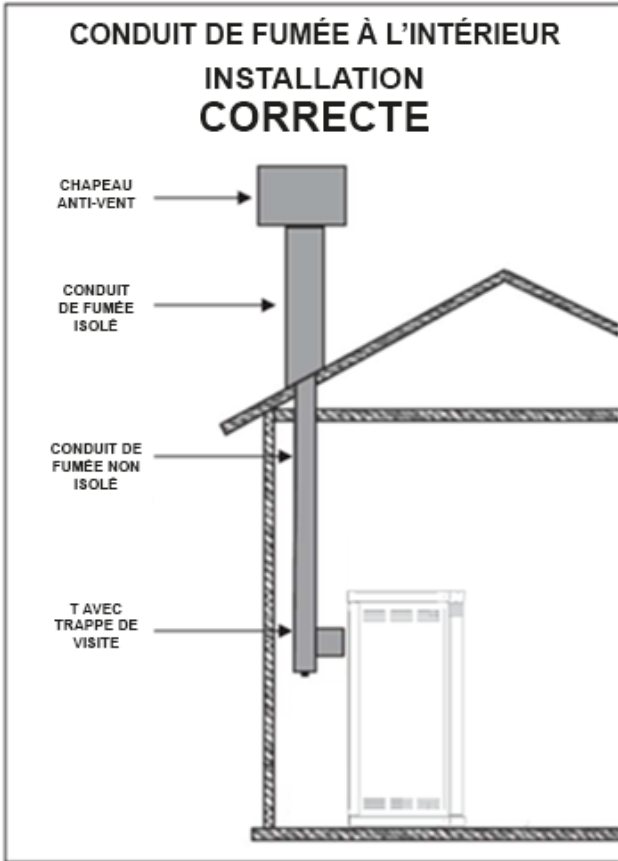 CONDUIT DE FUMÉE À L'INTÉRIEUR
INSTALLATION
CORRECTE
CHAPEAU
ANTI-VENT
CONDUIT
DE FUMÉE
ISOLÉ
CONDUIT DE
FUMÉE NON
ISOLÉ
T AVEC
TRAPPE DE
VISITE